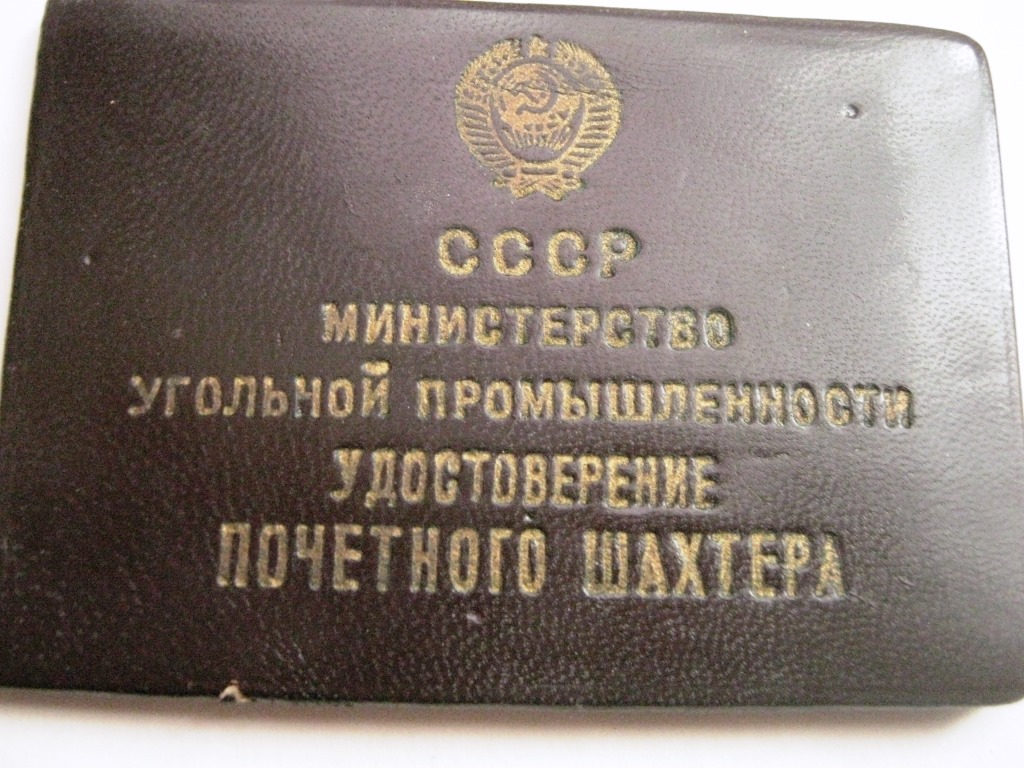 СССР
МИНИСТЕРСТВО
УГОЛЬНОЙ ПРОМЫШЛЕННОСТИ
УДОСТОВЕРЕНИЕ
ПОЧЕТНОГО ШАХТЕРА